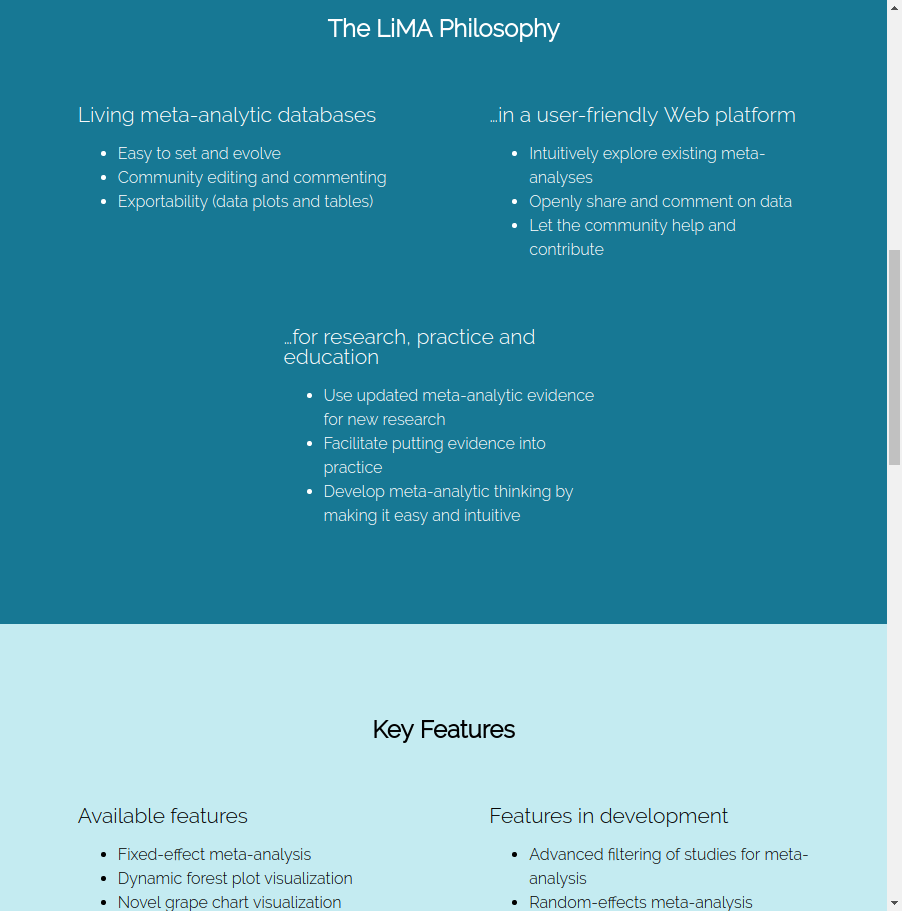 The LiMA Philosophy
Living meta-analytic databases
Easy to set and evolve
Community editing and commenting
Exportability (data plots and tables)
…in a user-friendly Web platform
Intuitively explore existing meta-
analyses
Openly share and comment on data
Let the community help and
contribute
…for research, practice and
education
Use updated meta-analytic evidence
for new research
Facilitate putting evidence into
practice
Develop meta-analytic thinking by
making it easy and intuitive
Key Features
Available features
Fixed-effect meta-analysis
Dynamic forest plot visualization
Novel grape chart visualization
Features in development
Advanced filtering of studies for meta-
analysis
Random-effects meta-analysis